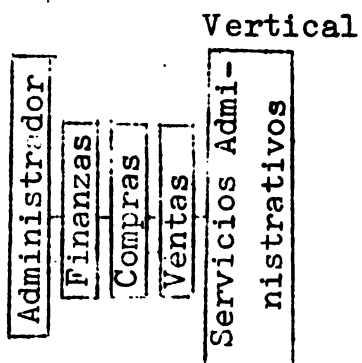 Vertical
Administrador
Finanzas
Compras
Ventas
Servicios Admi-
nistrativos